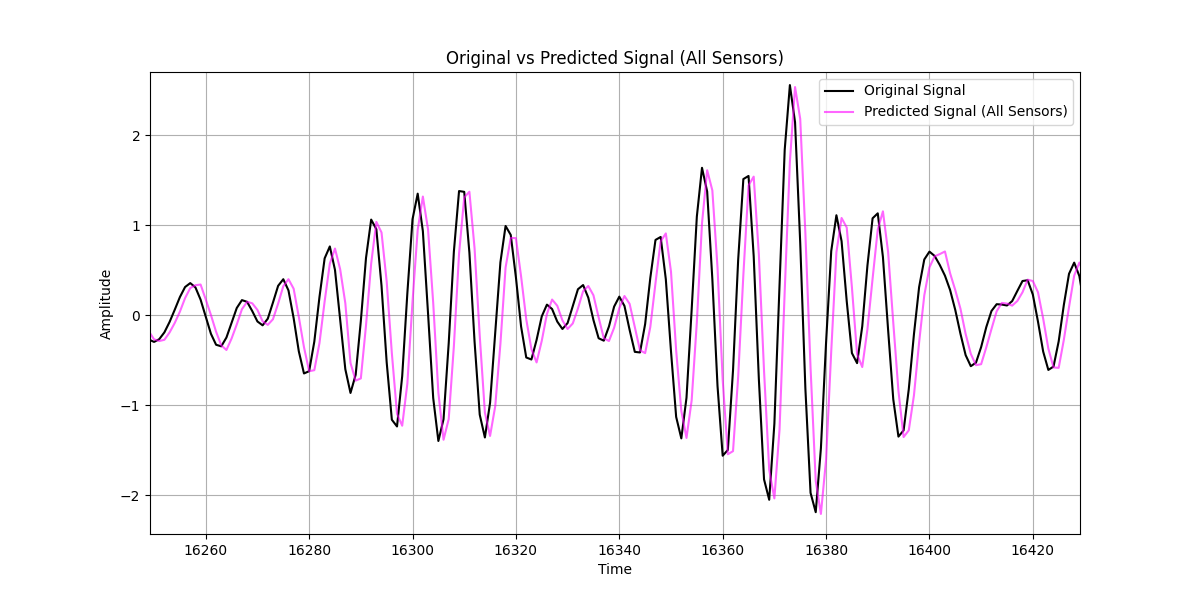 Original vs Predicted Signal (All Sensors)
Original Signal
Predicted Signal (All Sensors)
Amplitude
2
1
0
−1
−2
16260 16280 16300 16320 16340 16360 16380 16400 16420
Time